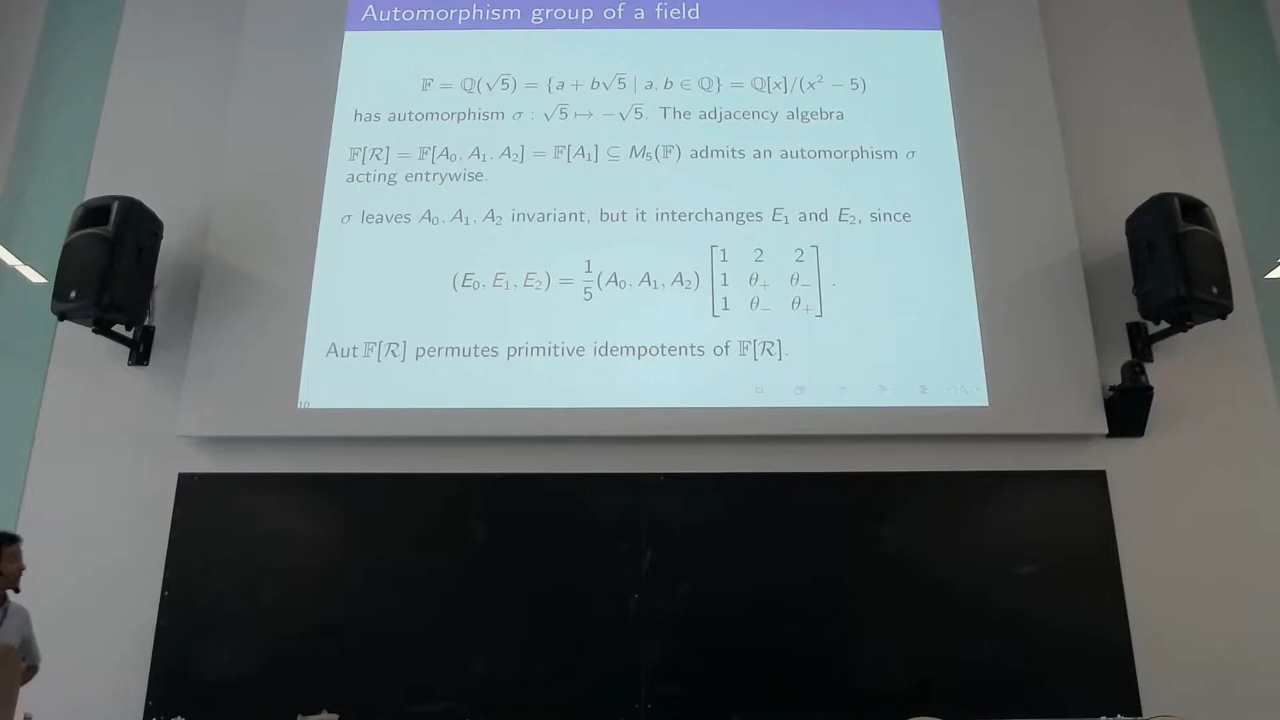 Automorphism group of a field
𝔽 = ℚ(√5) = {a + b√5 | a, b ∈ ℚ} = ℚ[x]/(x² − 5)
has automorphism σ : √5 ↦ −√5. The adjacency algebra
𝔽[ℛ] = 𝔽[A₀, A₁, A₂] = 𝔽[A₁] ⊆ M₅(𝔽) admits an automorphism σ
acting entrywise.
σ leaves A₀, A₁, A₂ invariant, but it interchanges E₁ and E₂, since
(E₀, E₁, E₂) = 1/5 (A₀, A₁, A₂) [1 2 2; 1 θ₊ θ₋; 1 θ₋ θ₊].
Aut 𝔽[ℛ] permutes primitive idempotents of 𝔽[ℛ].
10